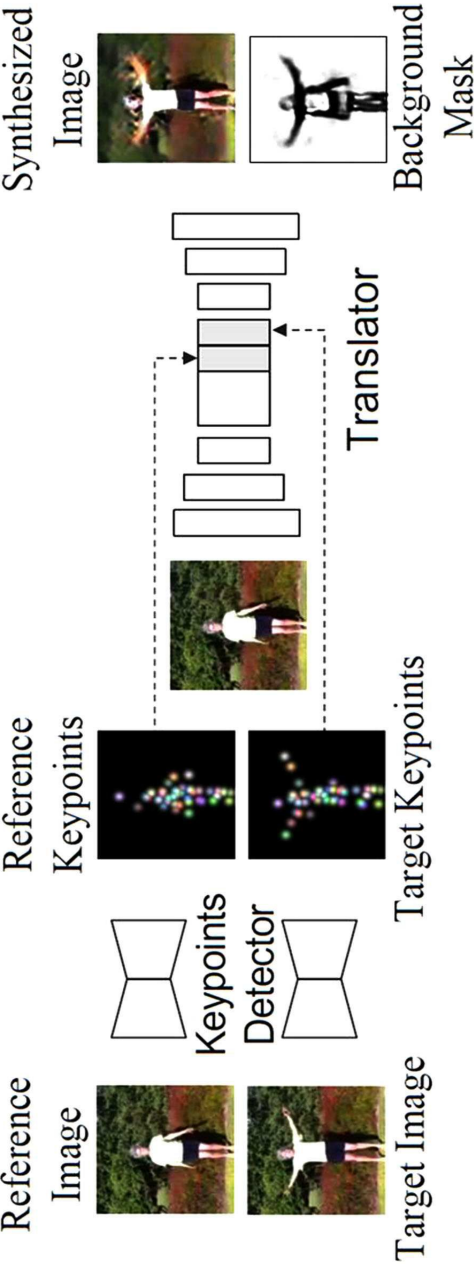 Reference
Image
Target Image
Keypoints
Detector
Reference
Keypoints
Target Keypoints
Translator
Synthesized
Image
Background
Mask